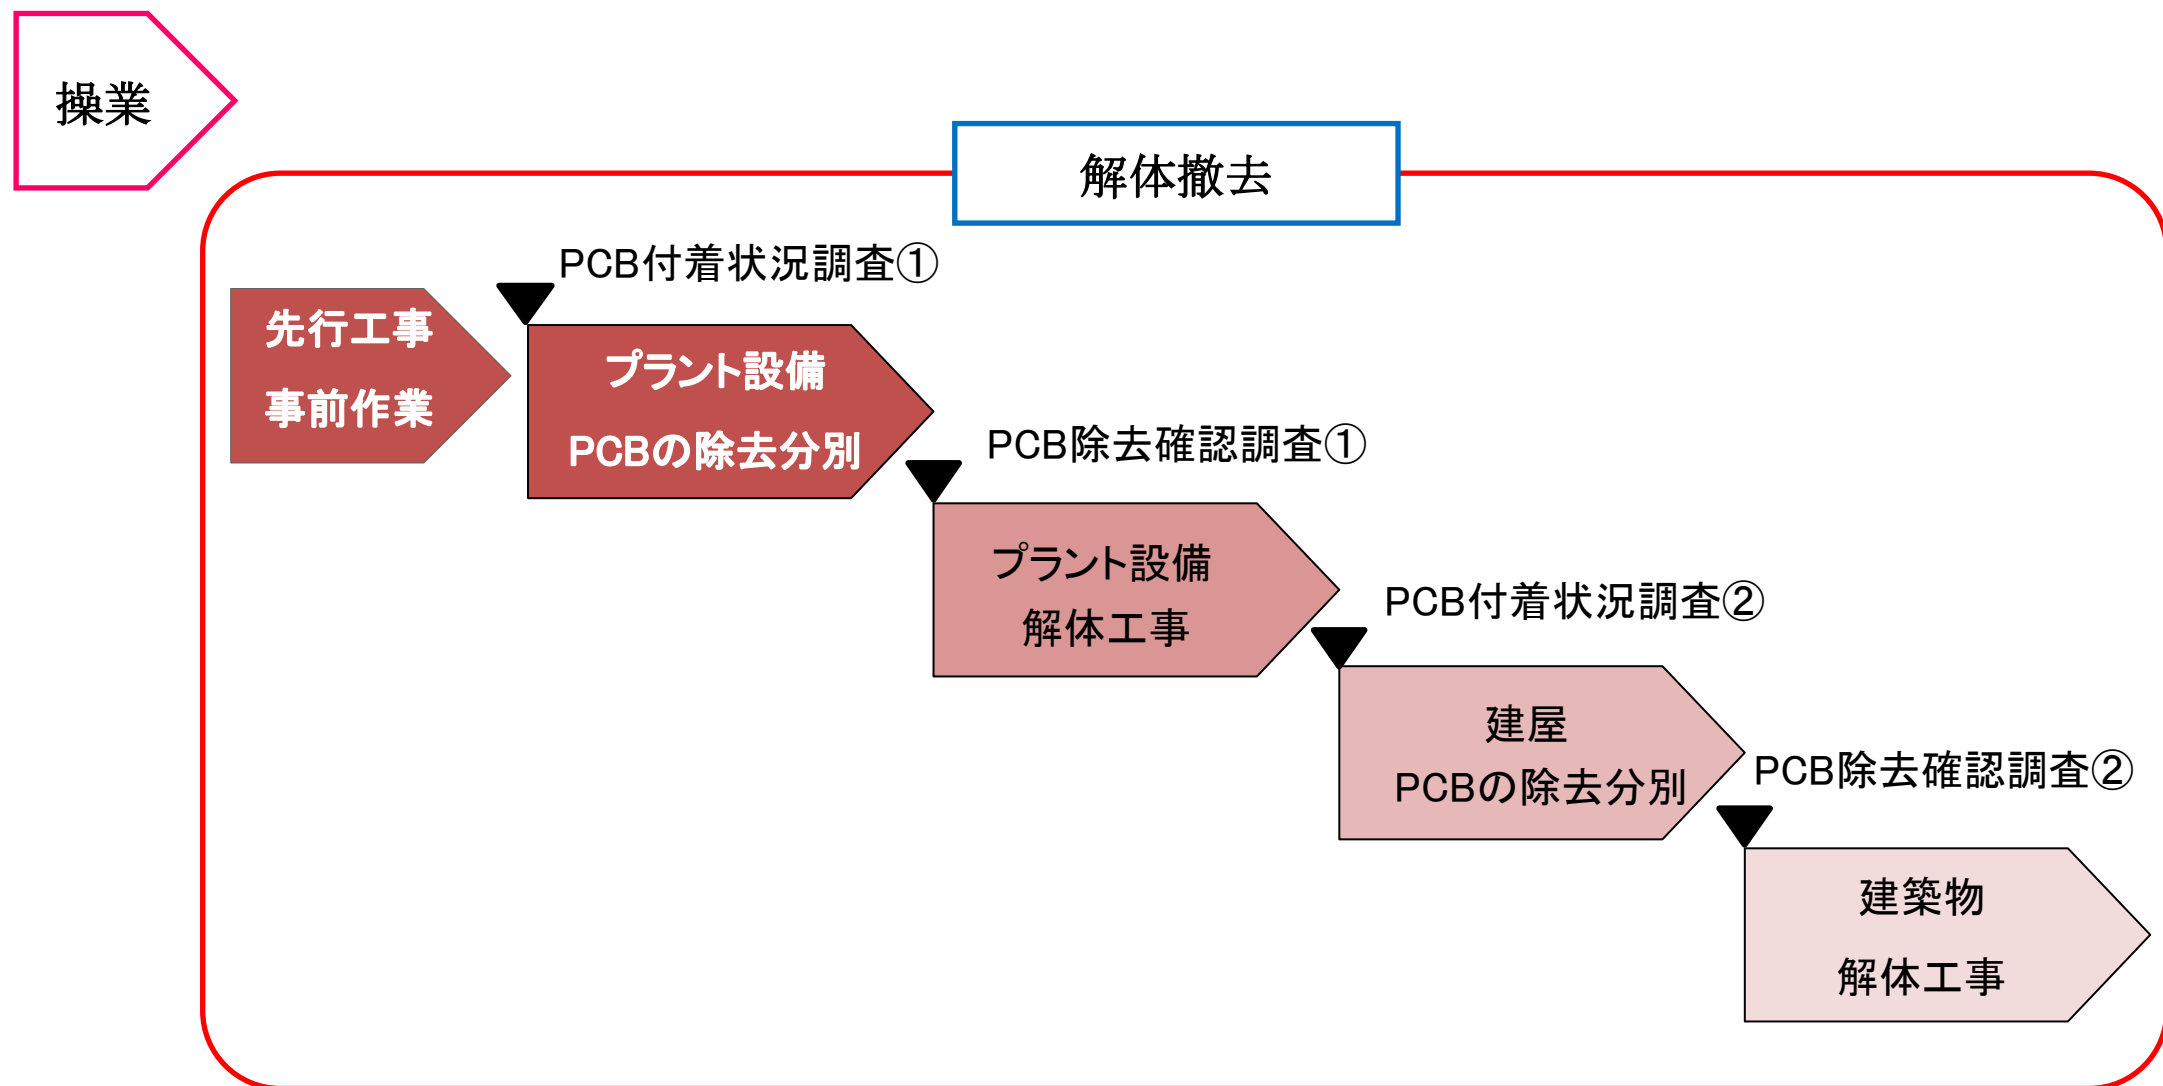 操業
解体撤去
PCB付着状況調査①
先行工事
事前作業
プラント設備
PCBの除去分別
PCB除去確認調査①
プラント設備
解体工事
PCB付着状況調査②
建屋
PCBの除去分別
PCB除去確認調査②
建築物
解体工事